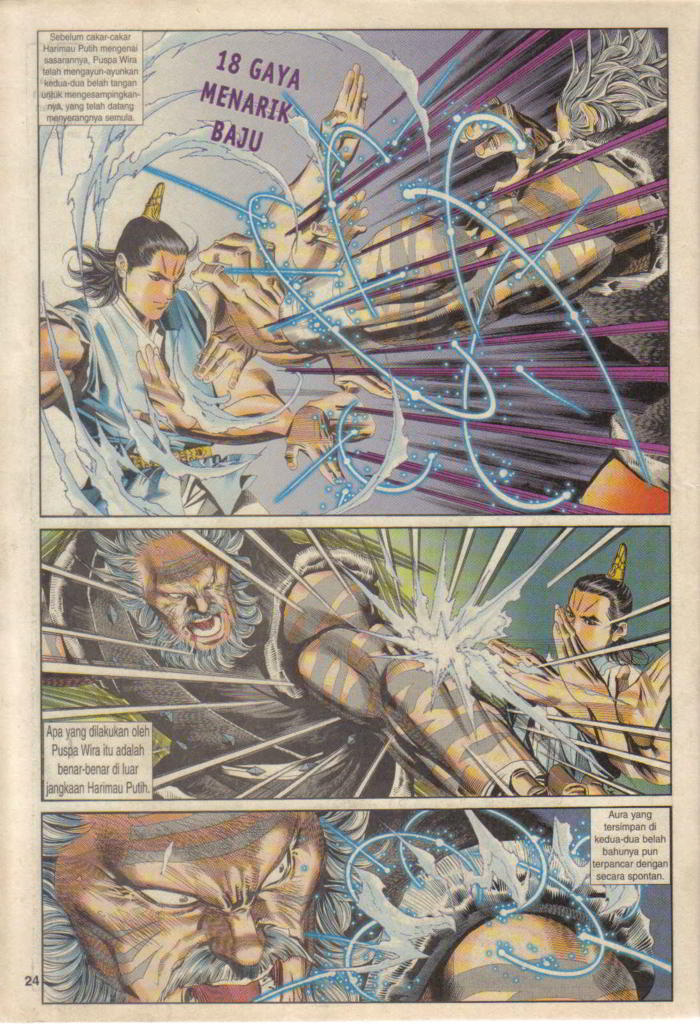 Sebelum cakar-cakar
Harimau Putih mengenai
sasarannya, Puspa Wira
telah mengayun-ayunkan
kedua-dua belah tangan
untuk mengesampingkan-
nya, yang telah datang
menyerangnya semula.
18 GAYA
MENARIK
BAJU
Apa yang dilakukan oleh
Puspa Wira itu adalah
benar-benar di luar
jangkaan Harimau Putih.
Aura yang
tersimpan di
kedua-dua belah
bahunya pun
terpancar dengan
secara spontan.
24